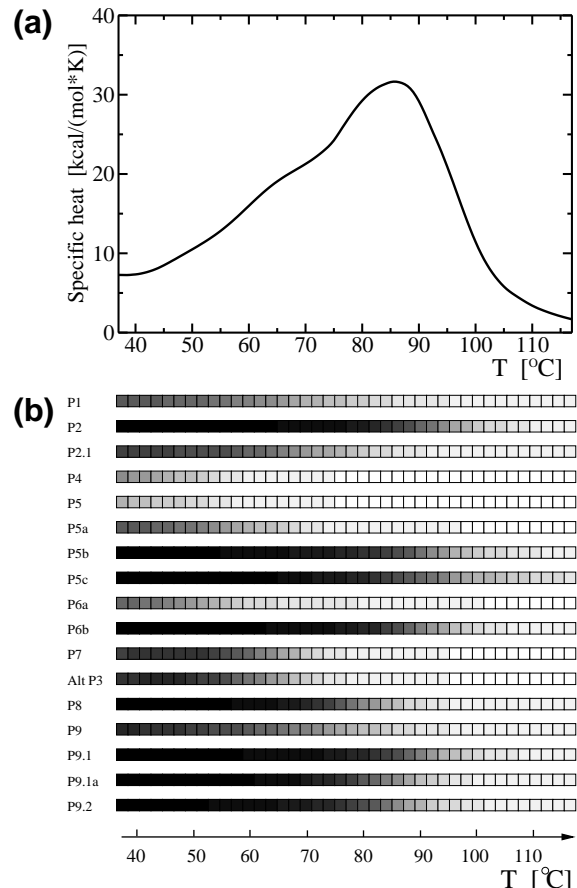 (a)
Specific heat [kcal/(mol*K)]
40
30
20
10
0
40 50 60 70 80 90 100 110
T [°C]
(b)
P1
P2
P2.1
P4
P5
P5a
P5b
P5c
P6a
P6b
P7
Alt P3
P8
P9
P9.1
P9.1a
P9.2
40 50 60 70 80 90 100 110
T [°C]